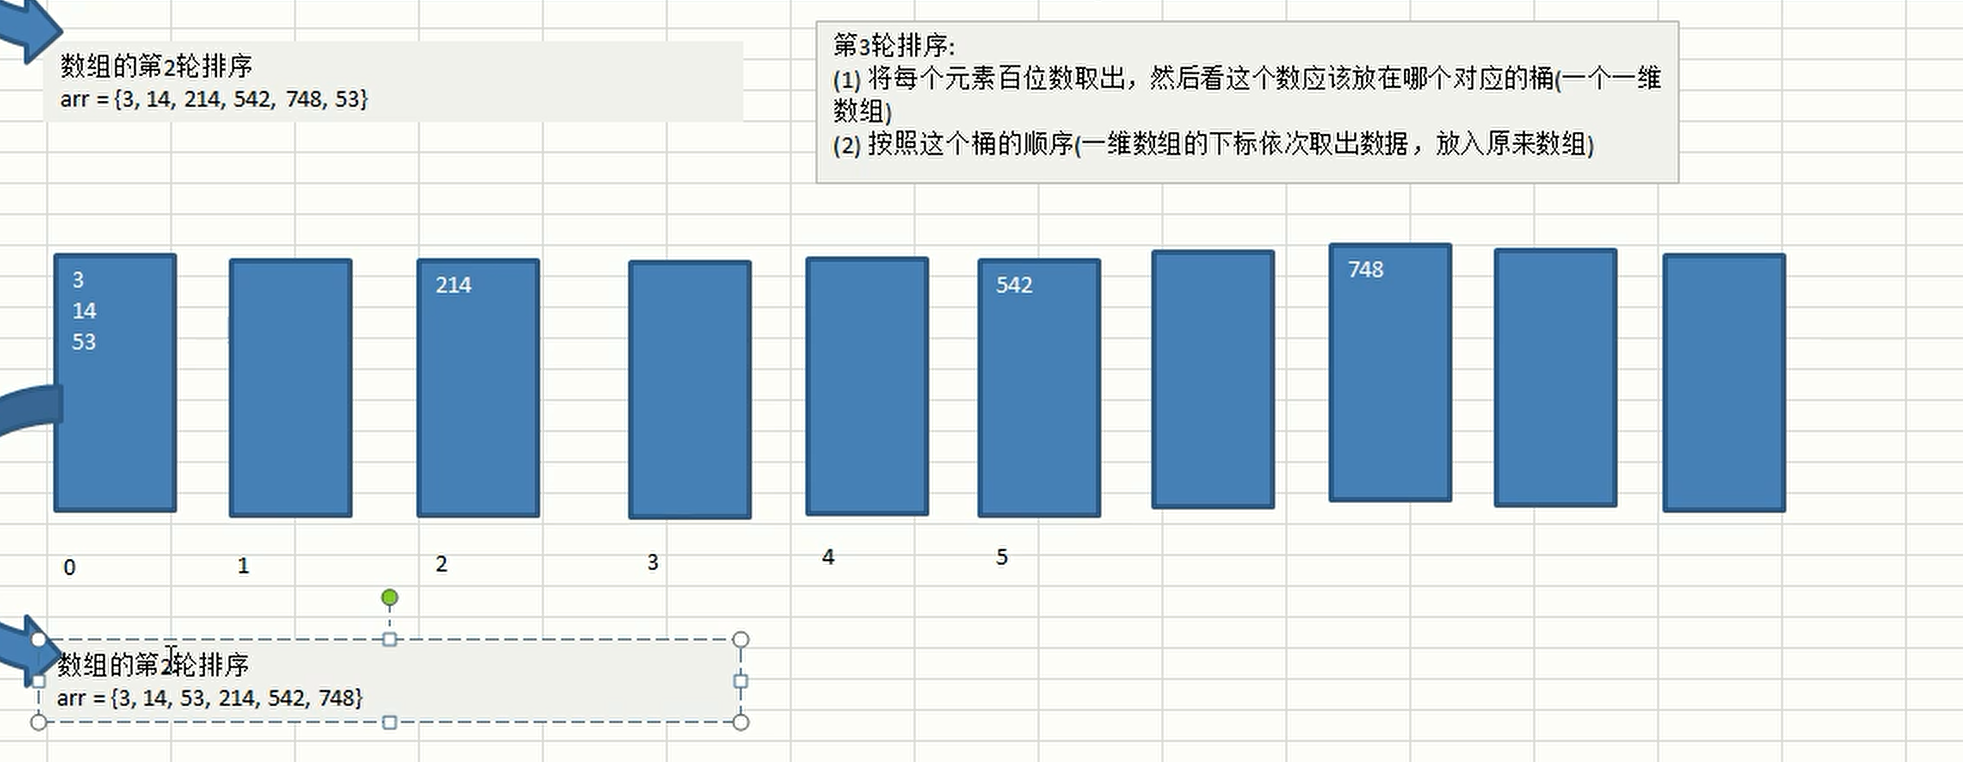 数组的第2轮排序
arr = {3, 14, 214, 542, 748, 53}
第3轮排序:
(1) 将每个元素百位数取出，然后看这个数应该放在哪个对应的桶(一个一维
数组)
(2) 按照这个桶的顺序(一维数组的下标依次取出数据，放入原来数组)
3
14
53
214
542
748
0
1
2
3
4
5
数组的第2轮排序
arr = {3, 14, 53, 214, 542, 748}